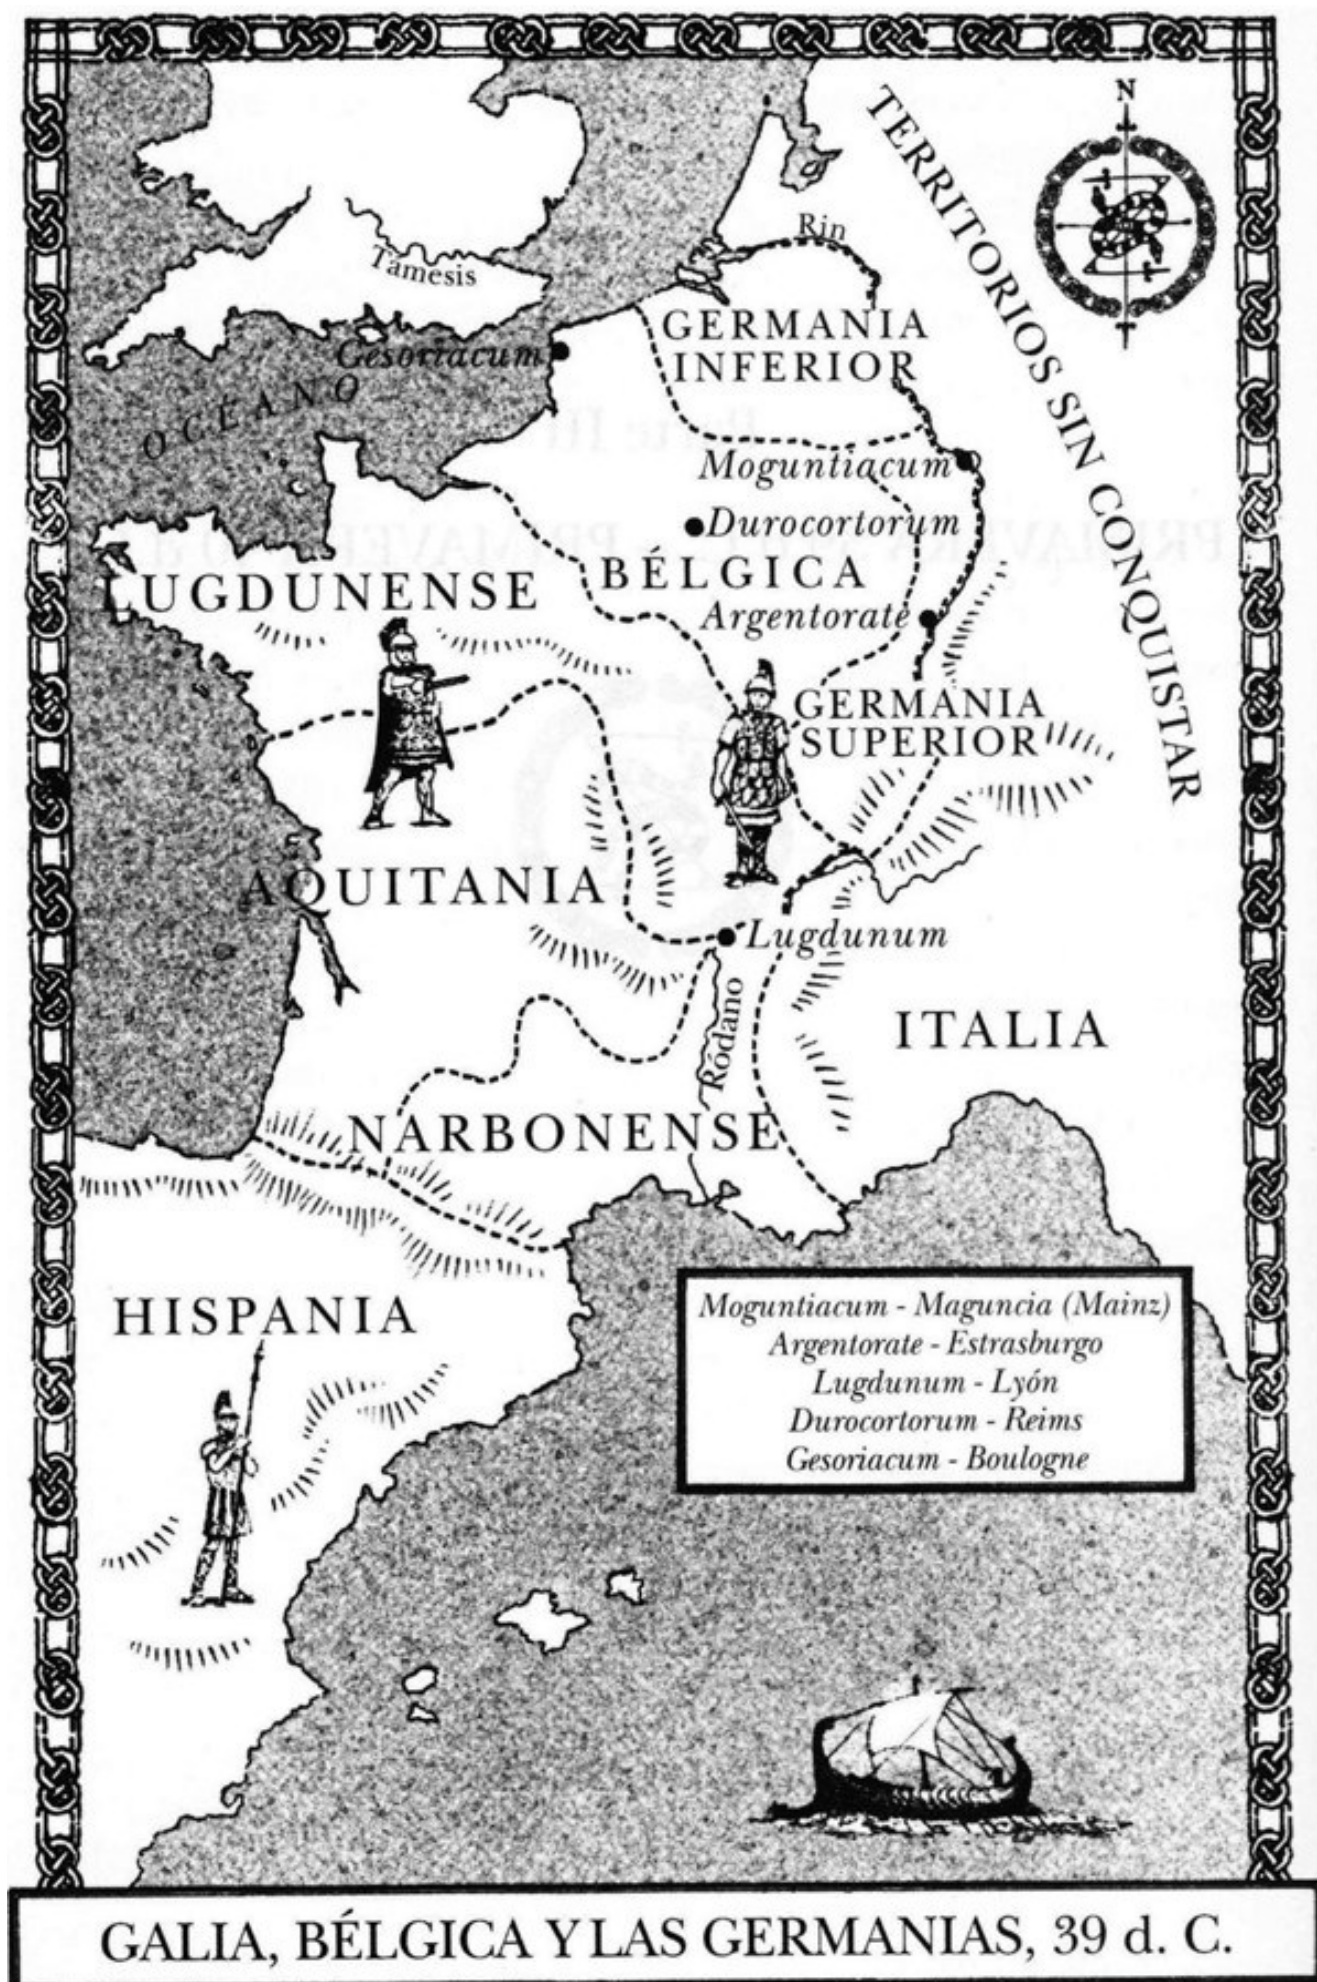 N
TERRITORIOS SIN CONQUISTAR
Rin
Támesis
GERMANIA
INFERIOR
Gesoriacum
OCÉANO
Moguntiacum
Durocortorum
BÉLGICA
LUGDUNENSE
Argentorate
GERMANIA
SUPERIOR
AQUITANIA
Lugdunum
Ródano
ITALIA
NARBONENSE
HISPANIA
Moguntiacum - Maguncia (Mainz)
Argentorate - Estrasburgo
Lugdunum - Lyón
Durocortorum - Reims
Gesoriacum - Boulogne
GALIA, BÉLGICA Y LAS GERMANIAS, 39 d. C.